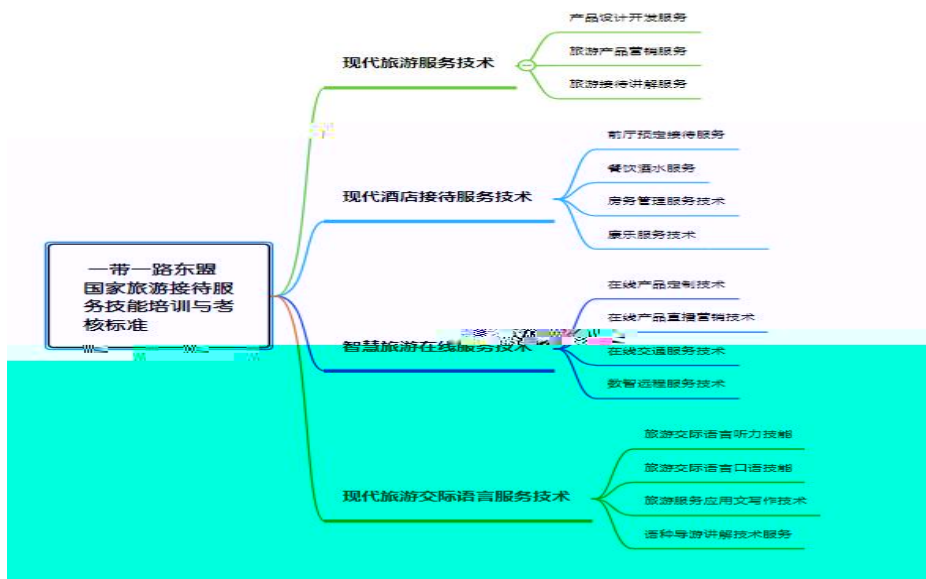 一带一路东盟
国家旅游接待服
务技能培训与考
核标准
现代旅游服务技术
产品设计开发服务
旅游产品营销服务
旅游接待讲解服务
现代酒店接待服务技术
前厅预定接待服务
餐饮酒水服务
房务管理服务技术
康乐服务技术
智慧旅游在线服务技术
在线产品定制技术
在线产品直播营销技术
在线交通服务技术
数智远程服务技术
现代旅游交际语言服务技术
旅游交际语言听力技能
旅游交际语言口语技能
旅游服务应用文写作技术
语种导游讲解技术服务